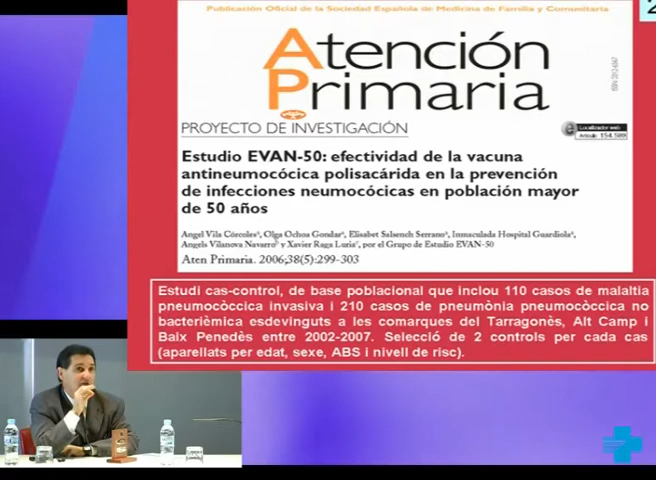 Publicación Oficial de la Sociedad Española de Medicina de Familia y Comunitaria
2
Atención
Primaria
PROYECTO DE INVESTIGACIÓN
Localizador web
Artículo 154.588
Estudio EVAN-50: efectividad de la vacuna
antineumocócica polisacárida en la prevención
de infecciones neumocócicas en población mayor
de 50 años
Angel Vila Córcoles, Olga Ochoa Gondar, Elisabet Salsench Serrano, Inmaculada Hospital Guardiola,
Angels Vilanova Navarro y Xavier Raga Luria, por el Grupo de Estudio EVAN-50
Aten Primaria. 2006;38(5):299-303
Estudi cas-control, de base poblacional que inclou 110 casos de malaltia
pneumocòccica invasiva i 210 casos de pneumònia pneumocòccica no
bacterièmica esdevinguts a les comarques del Tarragonès, Alt Camp i
Baix Penedès entre 2002-2007. Selecció de 2 controls per cada cas
(aparellats per edat, sexe, ABS i nivell de risc).